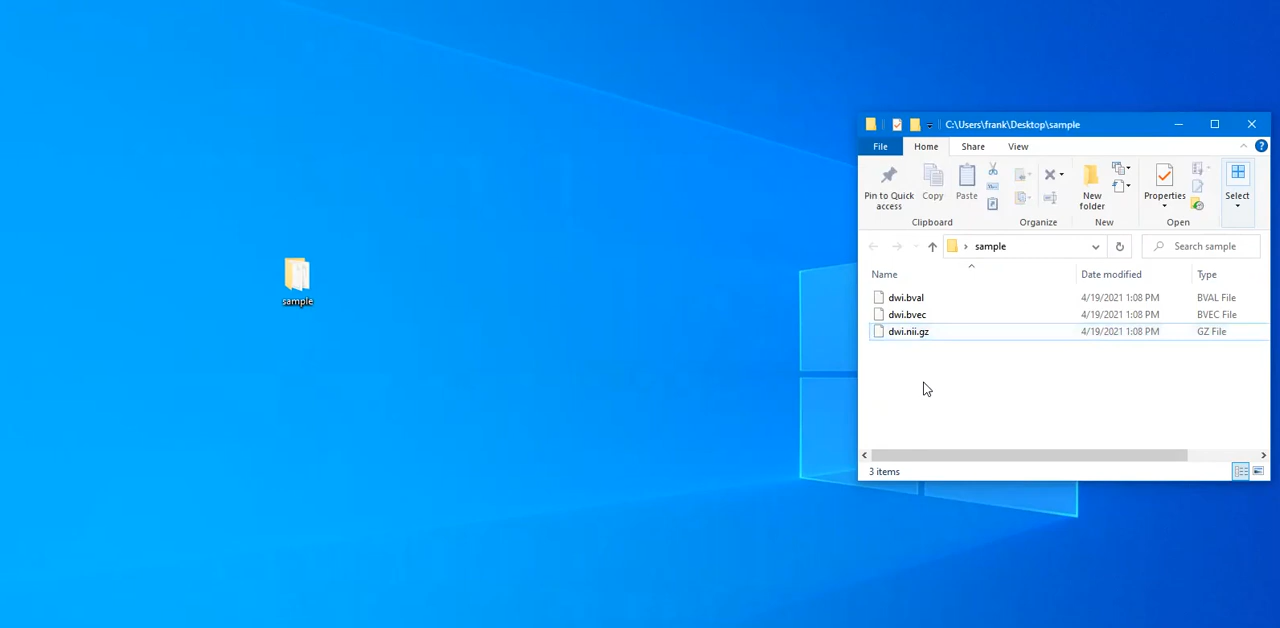 sample
C:\Users\frank\Desktop\sample
File Home Share View
Pin to Quick access
Copy
Paste
New folder
Properties
Select
Clipboard Organize New Open
sample
Search sample
Name Date modified Type
dwi.bval 4/19/2021 1:08 PM BVAL File
dwi.bvec 4/19/2021 1:08 PM BVEC File
dwi.nii.gz 4/19/2021 1:08 PM GZ File
3 items